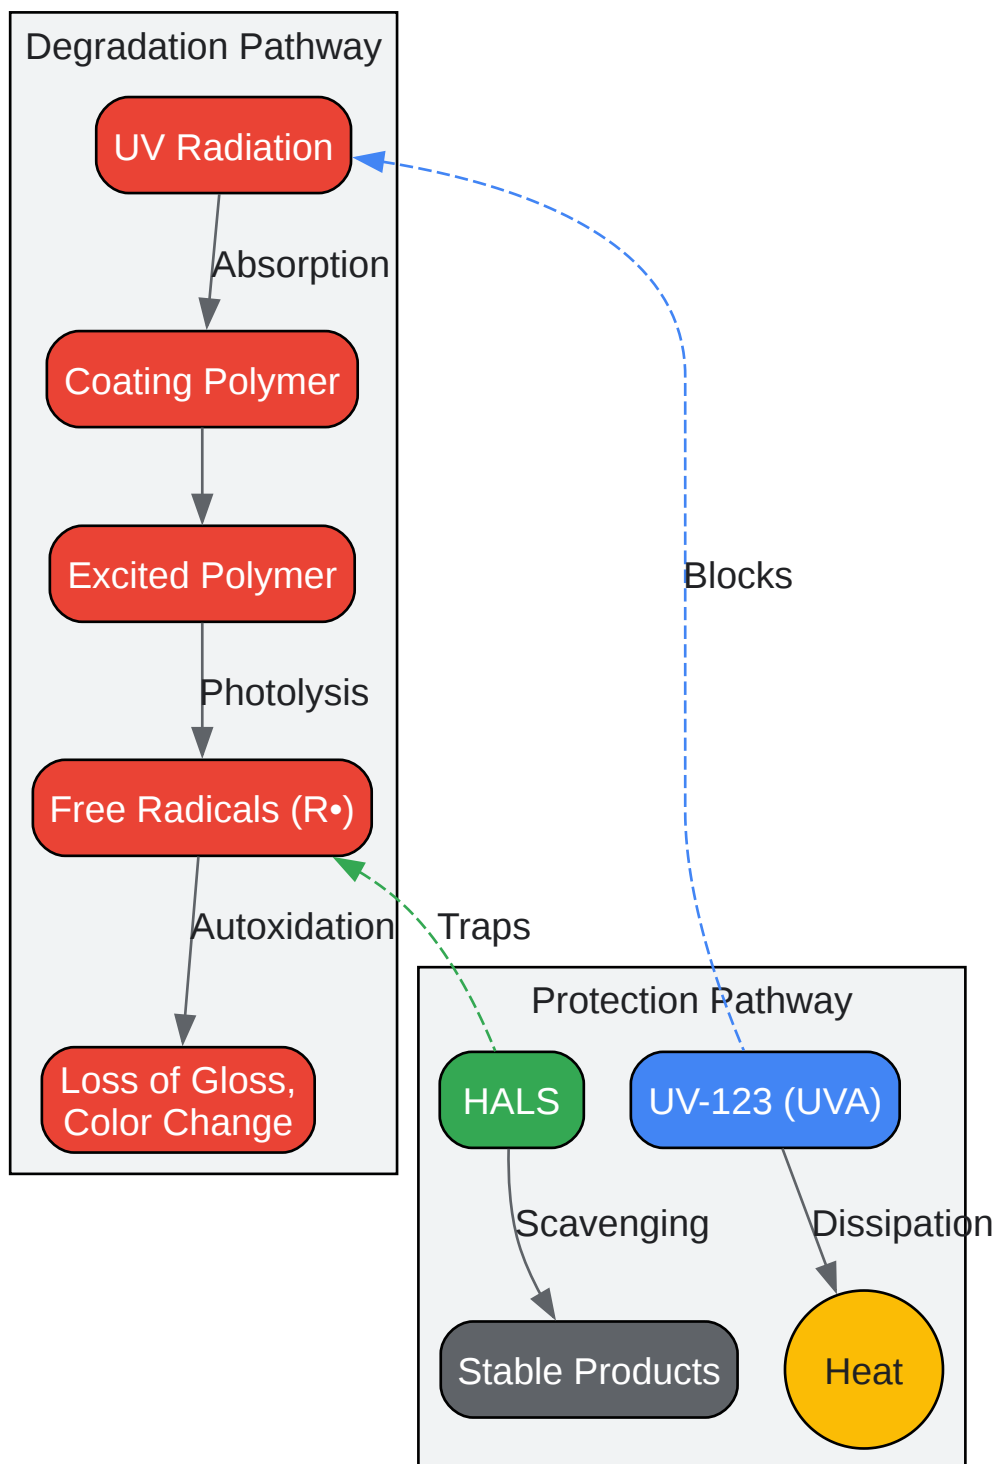 Degradation Pathway
UV Radiation
Absorption
Coating Polymer
Excited Polymer
Blocks
Photolysis
Free Radicals (R•)
Autoxidation
Traps
Loss of Gloss,
Color Change
Protection Pathway
HALS
UV-123 (UVA)
Scavenging
Dissipation
Stable Products
Heat